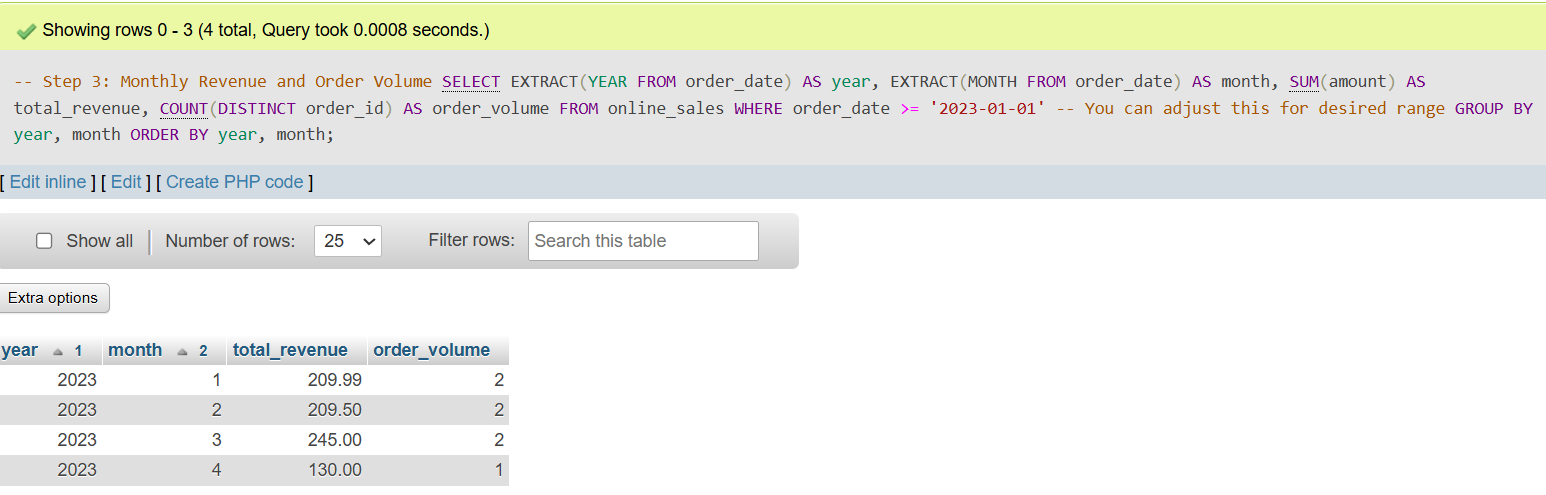 Showing rows 0 - 3 (4 total, Query took 0.0008 seconds.)
-- Step 3: Monthly Revenue and Order Volume SELECT EXTRACT(YEAR FROM order_date) AS year, EXTRACT(MONTH FROM order_date) AS month, SUM(amount) AS
total_revenue, COUNT(DISTINCT order_id) AS order_volume FROM online_sales WHERE order_date >= '2023-01-01' -- You can adjust this for desired range GROUP BY
year, month ORDER BY year, month;
[ Edit inline ] [ Edit ] [ Create PHP code ]
Show all Number of rows: 25 Filter rows: Search this table
Extra options
year 1 month 2 total_revenue order_volume
2023 1 209.99 2
2023 2 209.50 2
2023 3 245.00 2
2023 4 130.00 1